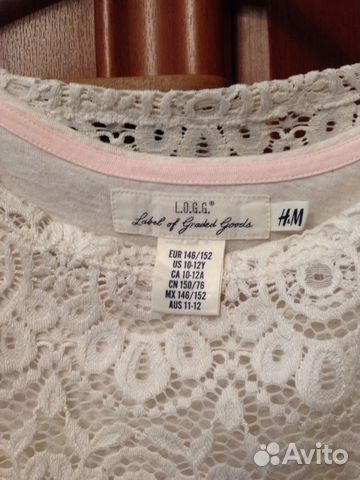 L.O.G.G.®
Label of Graded Goods
H&M
EUR 146/152
US 10-12Y
CA 10-12A
CN 150/76
MX 146/152
AUS 11-12
Avito